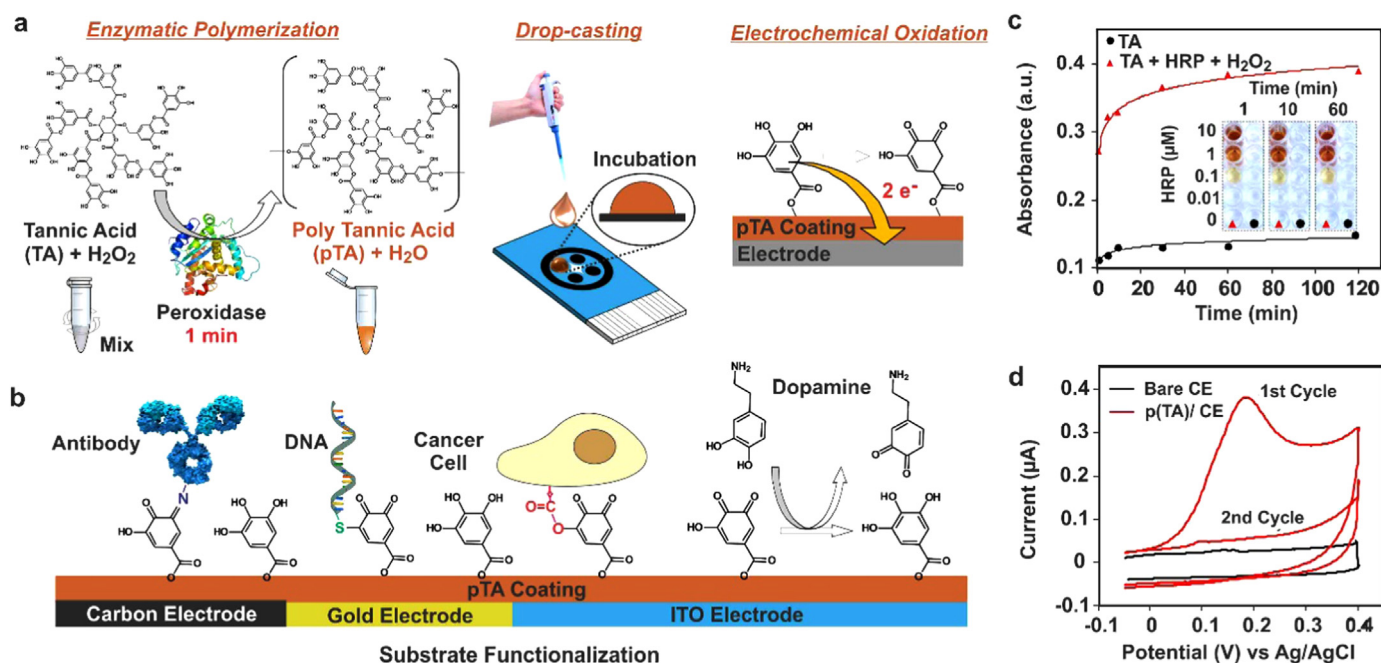 a
Enzymatic Polymerization
Drop-casting
Electrochemical Oxidation
Tannic Acid
(TA) + H₂O₂
Mix
Peroxidase
1 min
Poly Tannic Acid
(pTA) + H₂O
Incubation
2 e⁻
pTA Coating
Electrode
b
Antibody
N
DNA
S
Cancer
Cell
Dopamine
NH₂
NH₂
pTA Coating
Carbon Electrode
Gold Electrode
ITO Electrode
Substrate Functionalization
c
TA
TA + HRP + H₂O₂
Time (min)
1 10 60
HRP (µM)
10
1
0.1
0.01
0
Absorbance (a.u.)
0.4
0.3
0.2
0.1
0 20 40 60 80 100 120
Time (min)
d
Bare CE
p(TA)/ CE
1st Cycle
2nd Cycle
Current (µA)
0.4
0.3
0.2
0.1
0
-0.1
-0.1 0 0.1 0.2 0.3 0.4
Potential (V) vs Ag/AgCl